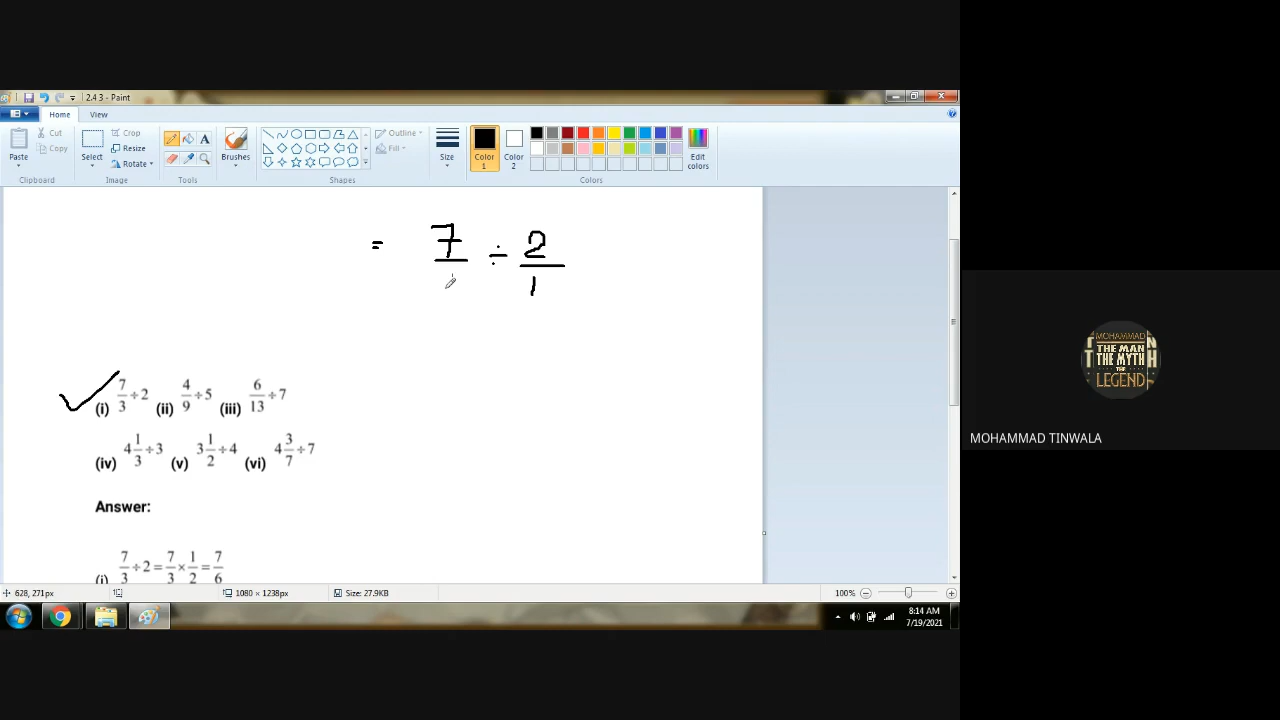 2.4 3 - Paint
Home View
Paste
Cut
Copy
Clipboard
Select
Crop
Resize
Rotate
Image
A
Tools
Brushes
Outline
Fill
Shapes
Size
Color 1
Color 2
Edit colors
Colors
= 7/ ÷ 2/1
(i) 7/3 ÷2 (ii) 4/9 ÷5 (iii) 6/13 ÷7
(iv) 4 1/3 ÷3 (v) 3 1/2 ÷4 (vi) 4 3/7 ÷7
Answer:
(i) 7/3 ÷2 = 7/3 × 1/2 = 7/6
628, 271px
1080 × 1238px
Size: 27.9KB
100%
8:14 AM
7/19/2021
MOHAMMAD
THE MAN
THE MYTH
THE
LEGEND
MOHAMMAD TINWALA